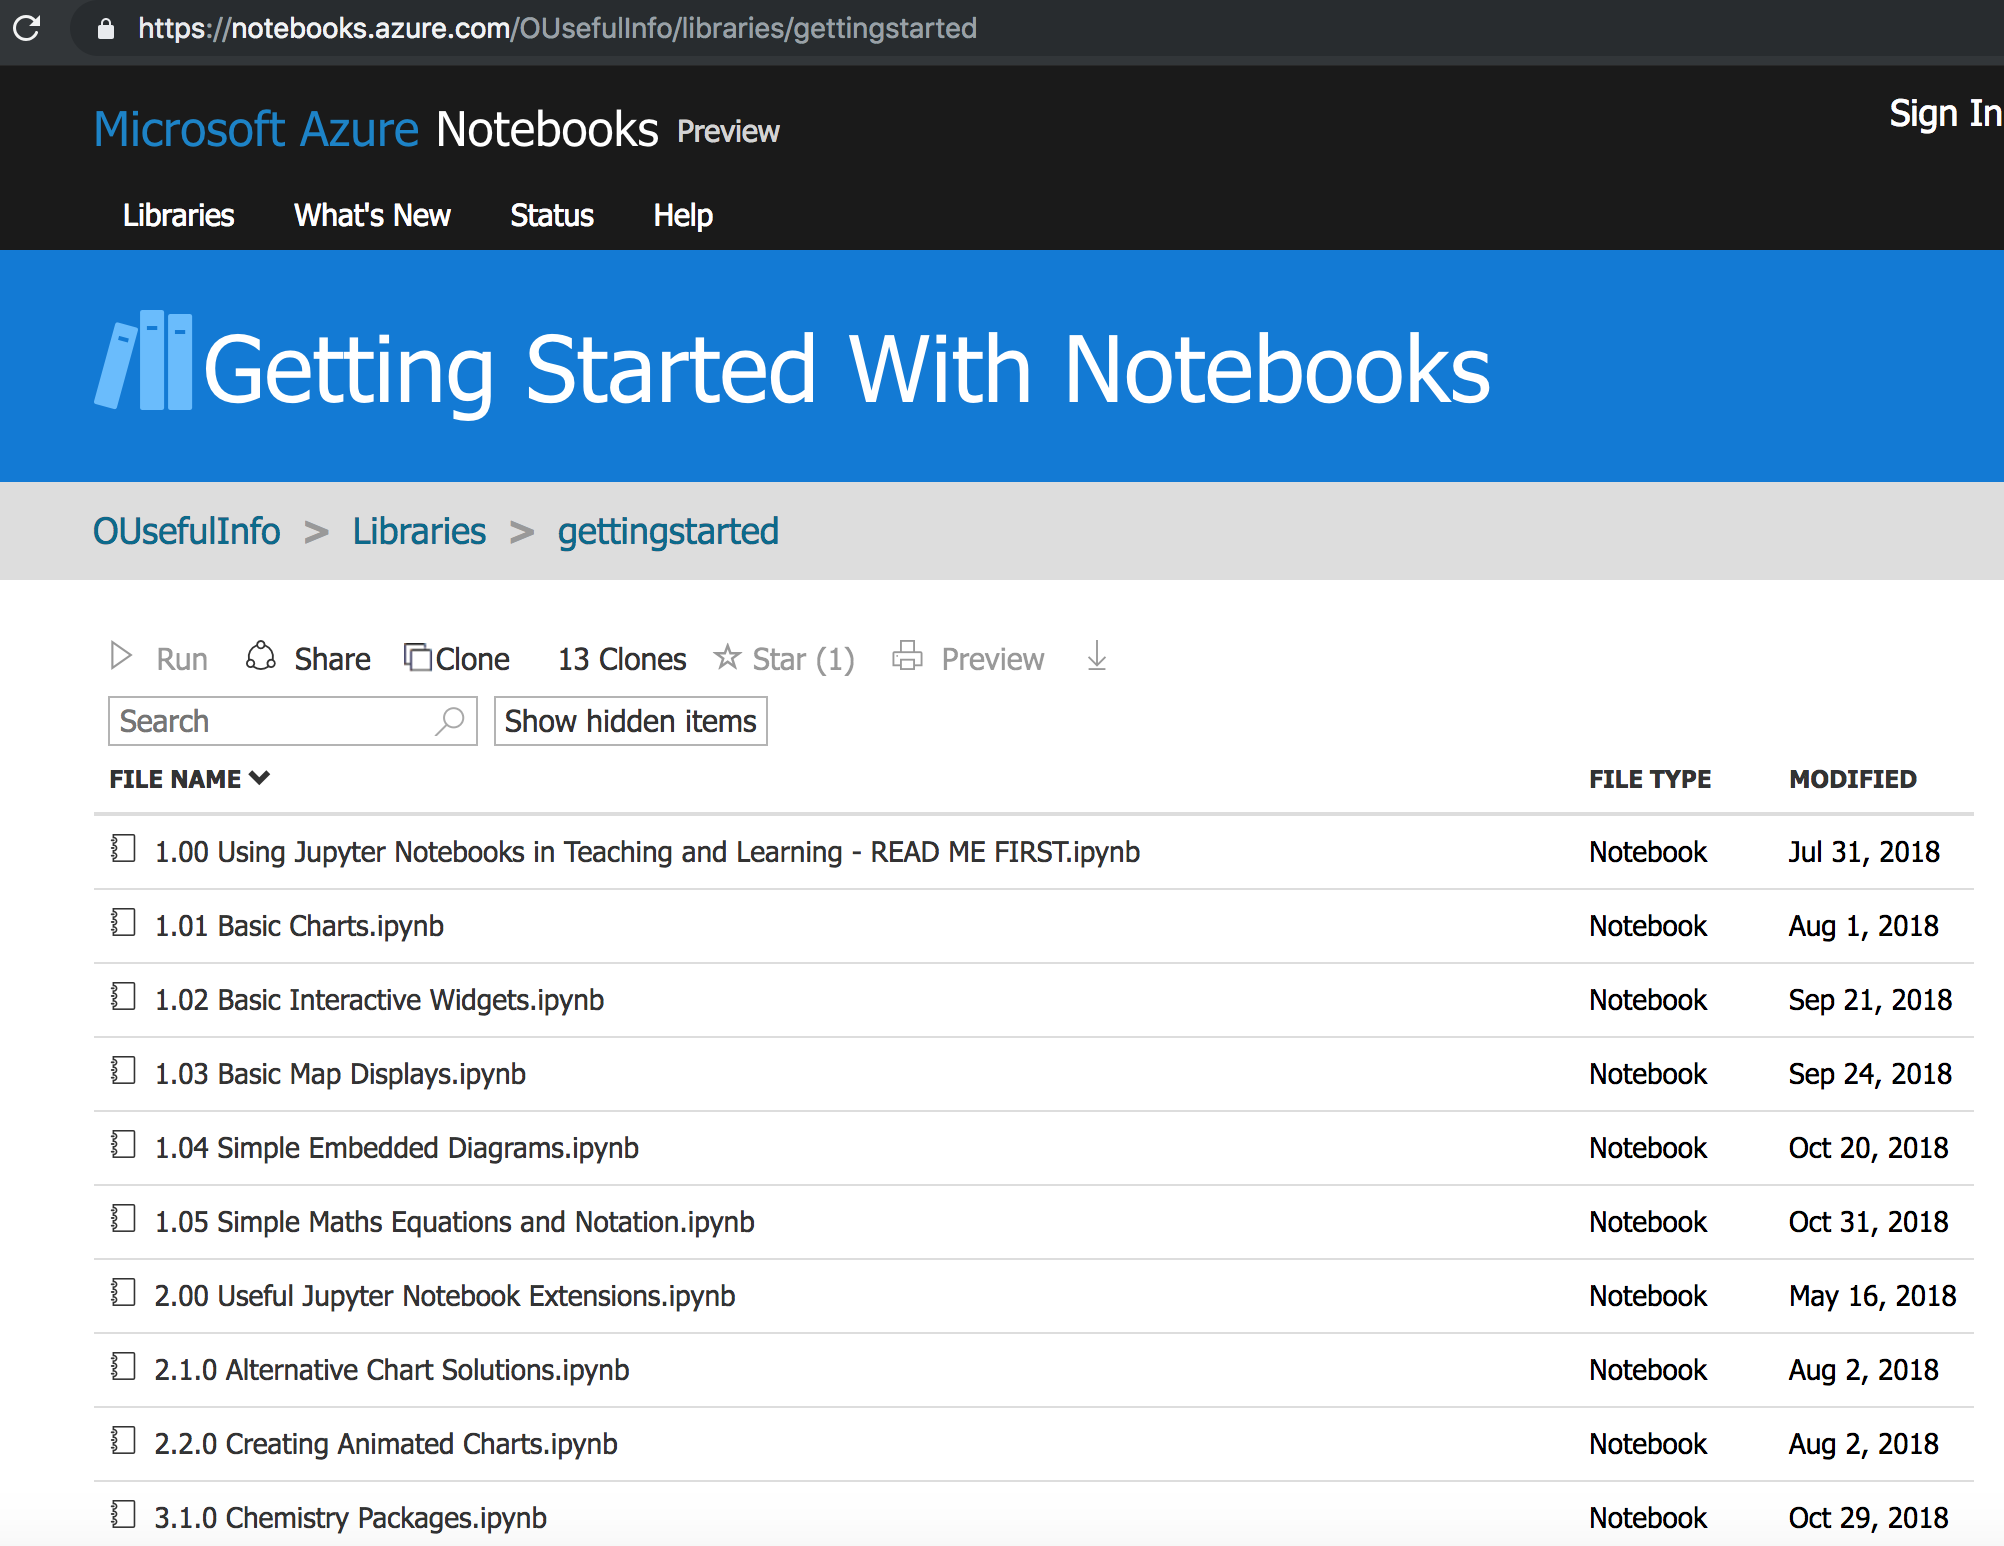 https://notebooks.azure.com/OUsefulInfo/libraries/gettingstarted
Microsoft Azure Notebooks Preview
Sign In
Libraries What's New Status Help
Getting Started With Notebooks
OUsefulInfo > Libraries > gettingstarted
Run Share Clone 13 Clones Star (1) Preview
Search Show hidden items
FILE NAME FILE TYPE MODIFIED
1.00 Using Jupyter Notebooks in Teaching and Learning - READ ME FIRST.ipynb Notebook Jul 31, 2018
1.01 Basic Charts.ipynb Notebook Aug 1, 2018
1.02 Basic Interactive Widgets.ipynb Notebook Sep 21, 2018
1.03 Basic Map Displays.ipynb Notebook Sep 24, 2018
1.04 Simple Embedded Diagrams.ipynb Notebook Oct 20, 2018
1.05 Simple Maths Equations and Notation.ipynb Notebook Oct 31, 2018
2.00 Useful Jupyter Notebook Extensions.ipynb Notebook May 16, 2018
2.1.0 Alternative Chart Solutions.ipynb Notebook Aug 2, 2018
2.2.0 Creating Animated Charts.ipynb Notebook Aug 2, 2018
3.1.0 Chemistry Packages.ipynb Notebook Oct 29, 2018